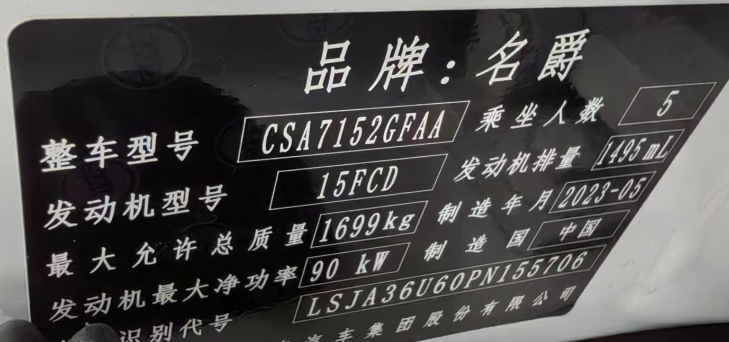 品牌:名爵
整车型号 CSA7152GFAA 乘坐人数 5
发动机型号 15FCD 发动机排量 1495mL
最大允许总质量 1699kg 制造年月 2023-05
发动机最大净功率 90 kW 制造国 中国
识别代号 LSJA36U60PN155706
汽车集团股份有限公司